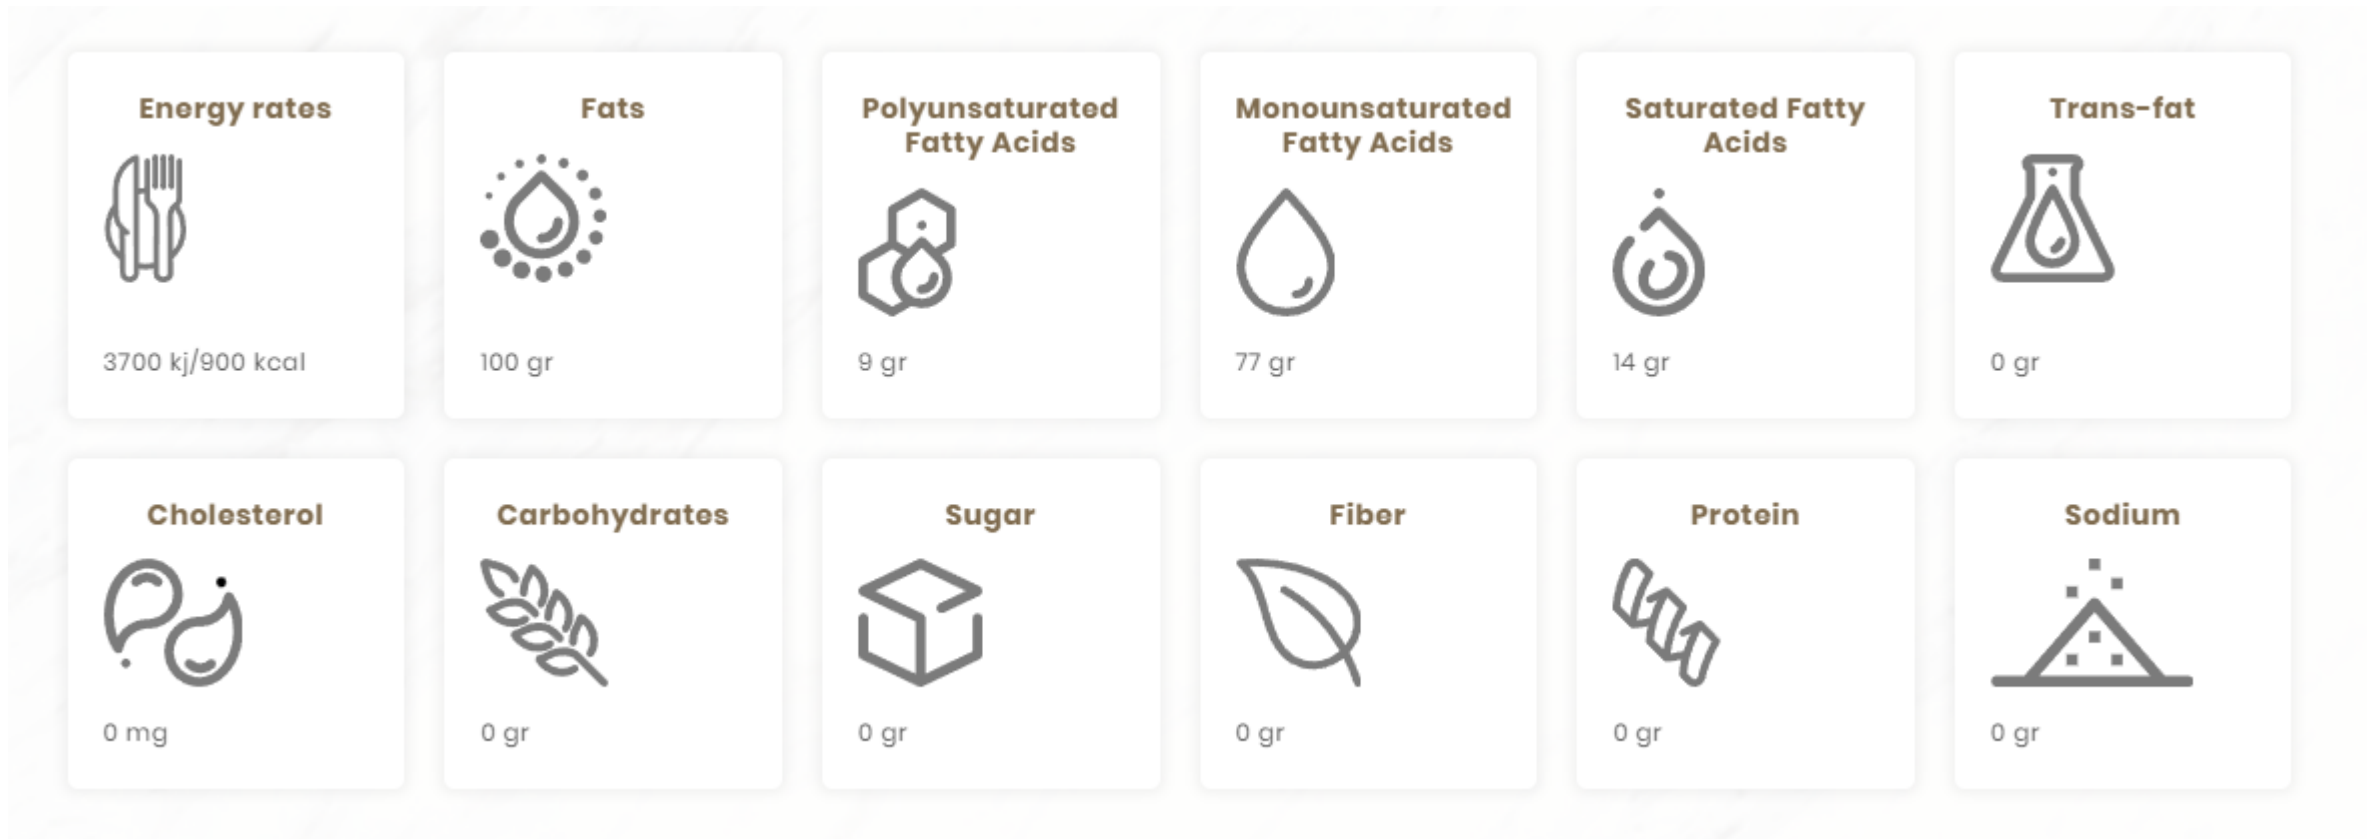 Energy rates
3700 kj/900 kcal
Fats
100 gr
Polyunsaturated
Fatty Acids
9 gr
Monounsaturated
Fatty Acids
77 gr
Saturated Fatty
Acids
14 gr
Trans-fat
0 gr
Cholesterol
0 mg
Carbohydrates
0 gr
Sugar
0 gr
Fiber
0 gr
Protein
0 gr
Sodium
0 gr